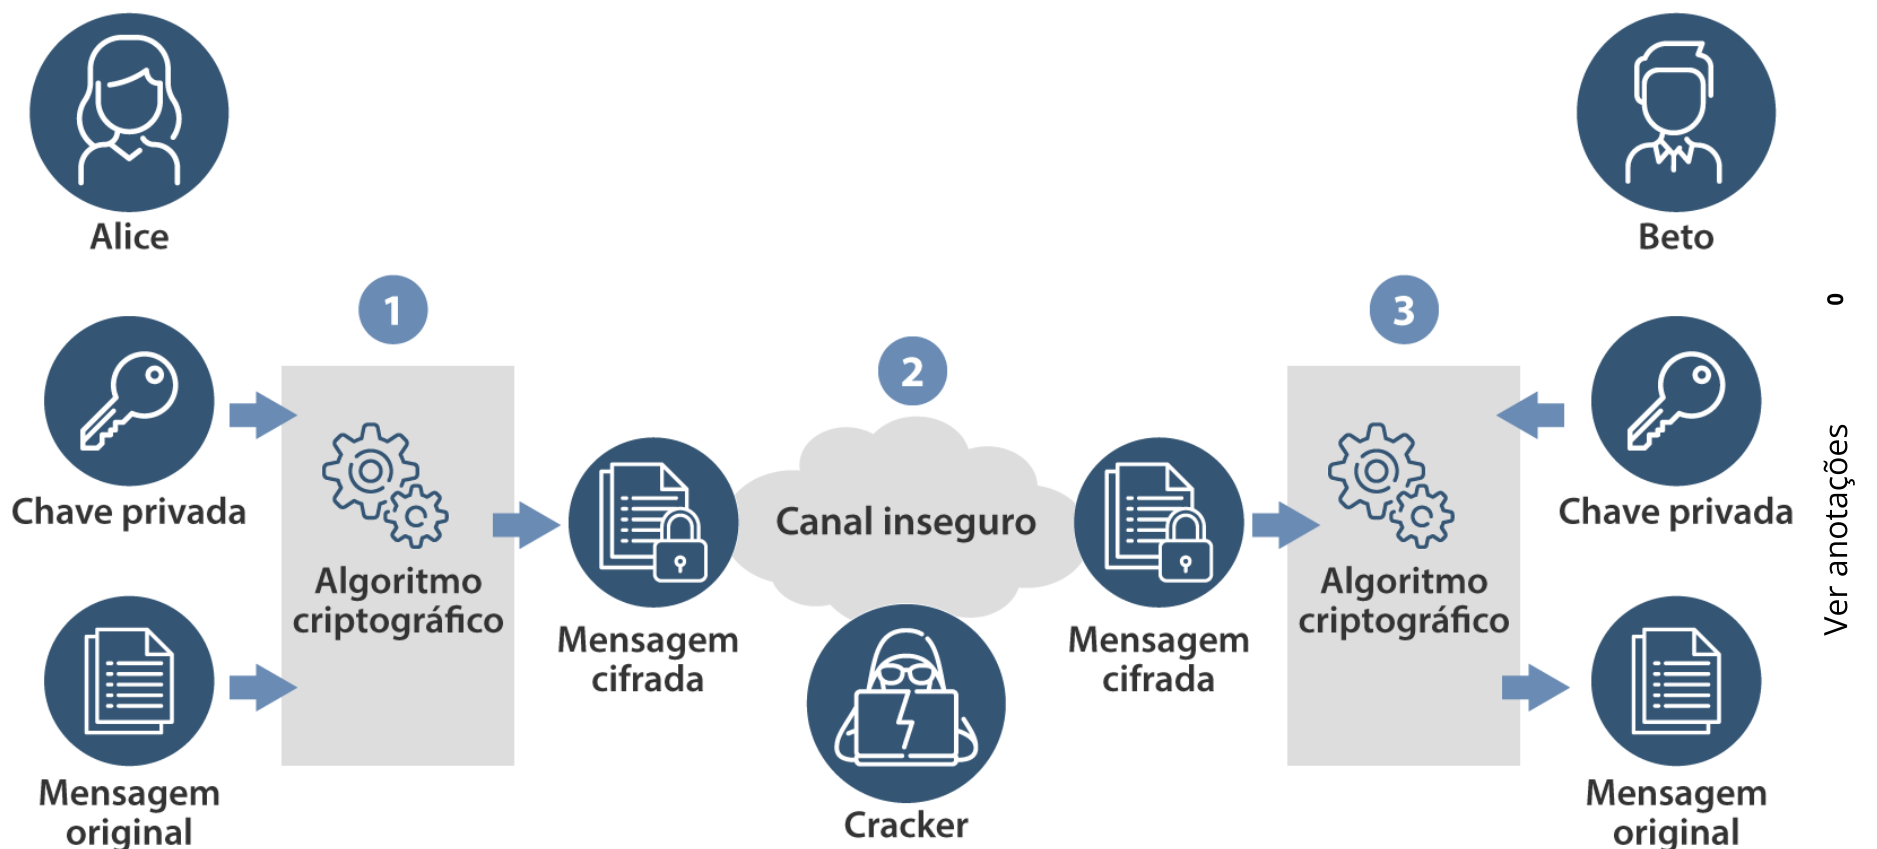 Alice
Beto
1
2
3
0
Ver anotações
Chave privada
Chave privada
Algoritmo
criptográfico
Canal inseguro
Algoritmo
criptográfico
Mensagem
cifrada
Mensagem
cifrada
Mensagem
original
Cracker
Mensagem
original